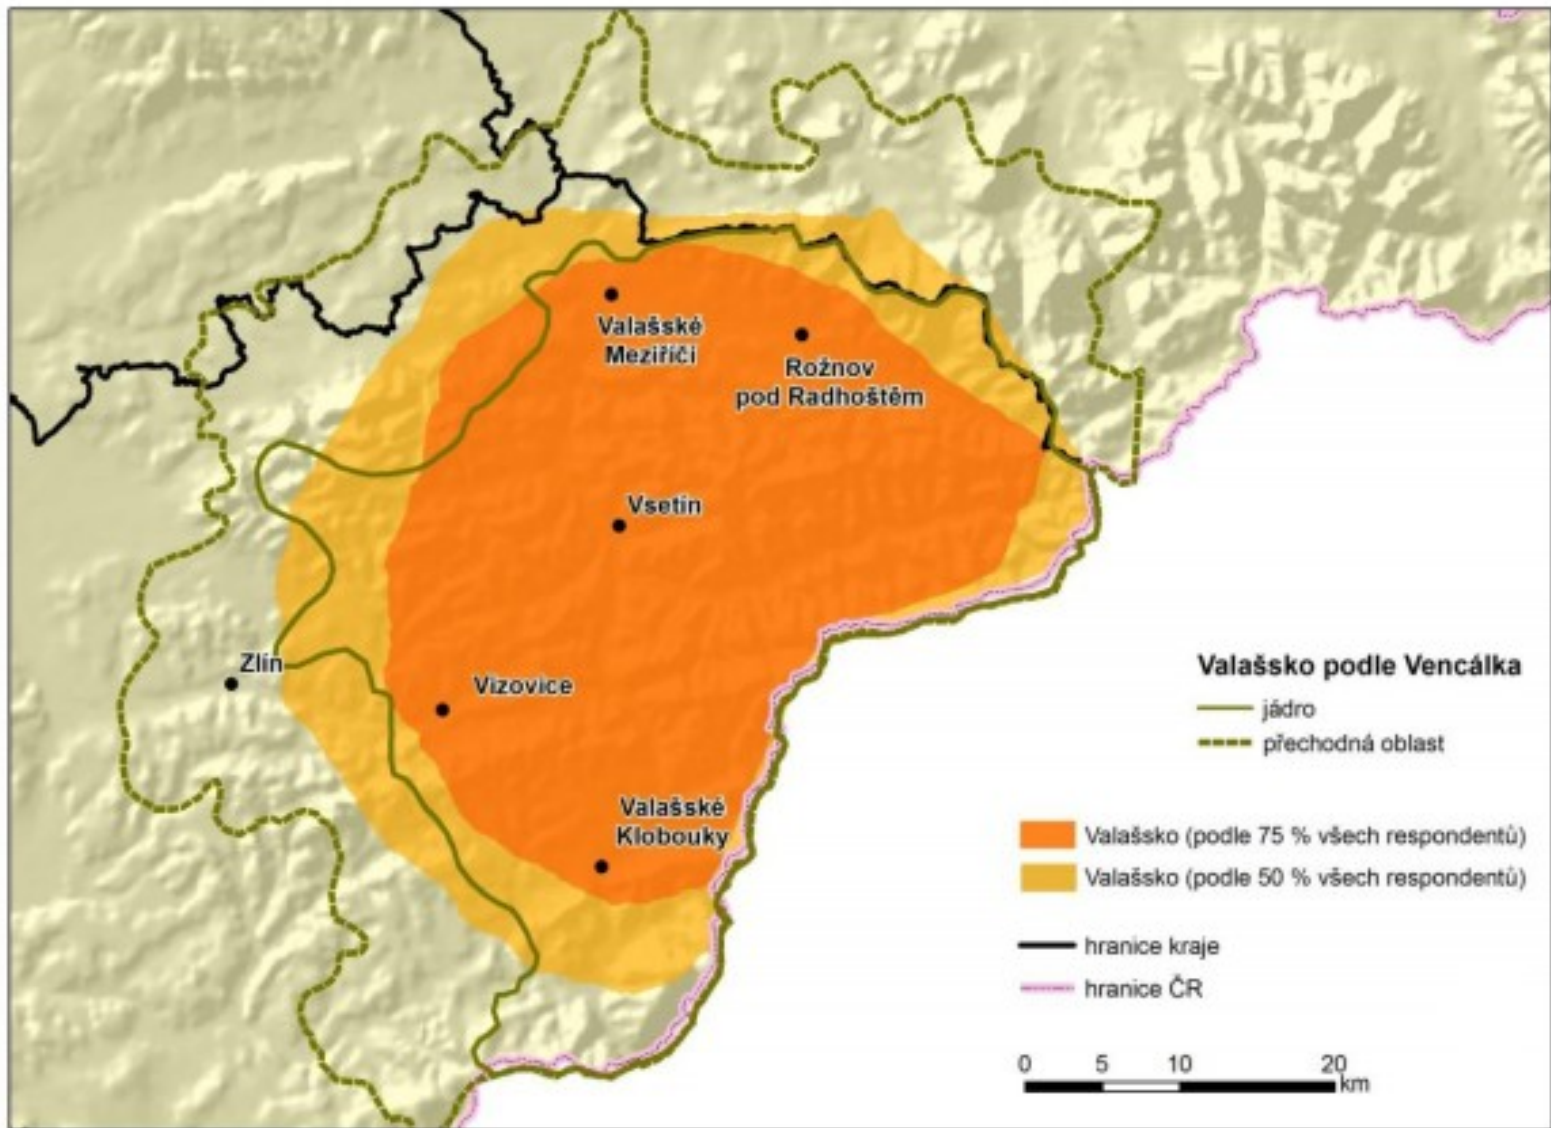 Valašské
Meziříčí
Rožnov
pod Radhoštěm
Vsetín
Zlín
Vizovice
Valašské
Klobouky
Valašsko podle Vencálka
jádro
přechodná oblast
Valašsko (podle 75 % všech respondentů)
Valašsko (podle 50 % všech respondentů)
hranice kraje
hranice ČR
0 5 10 20
km